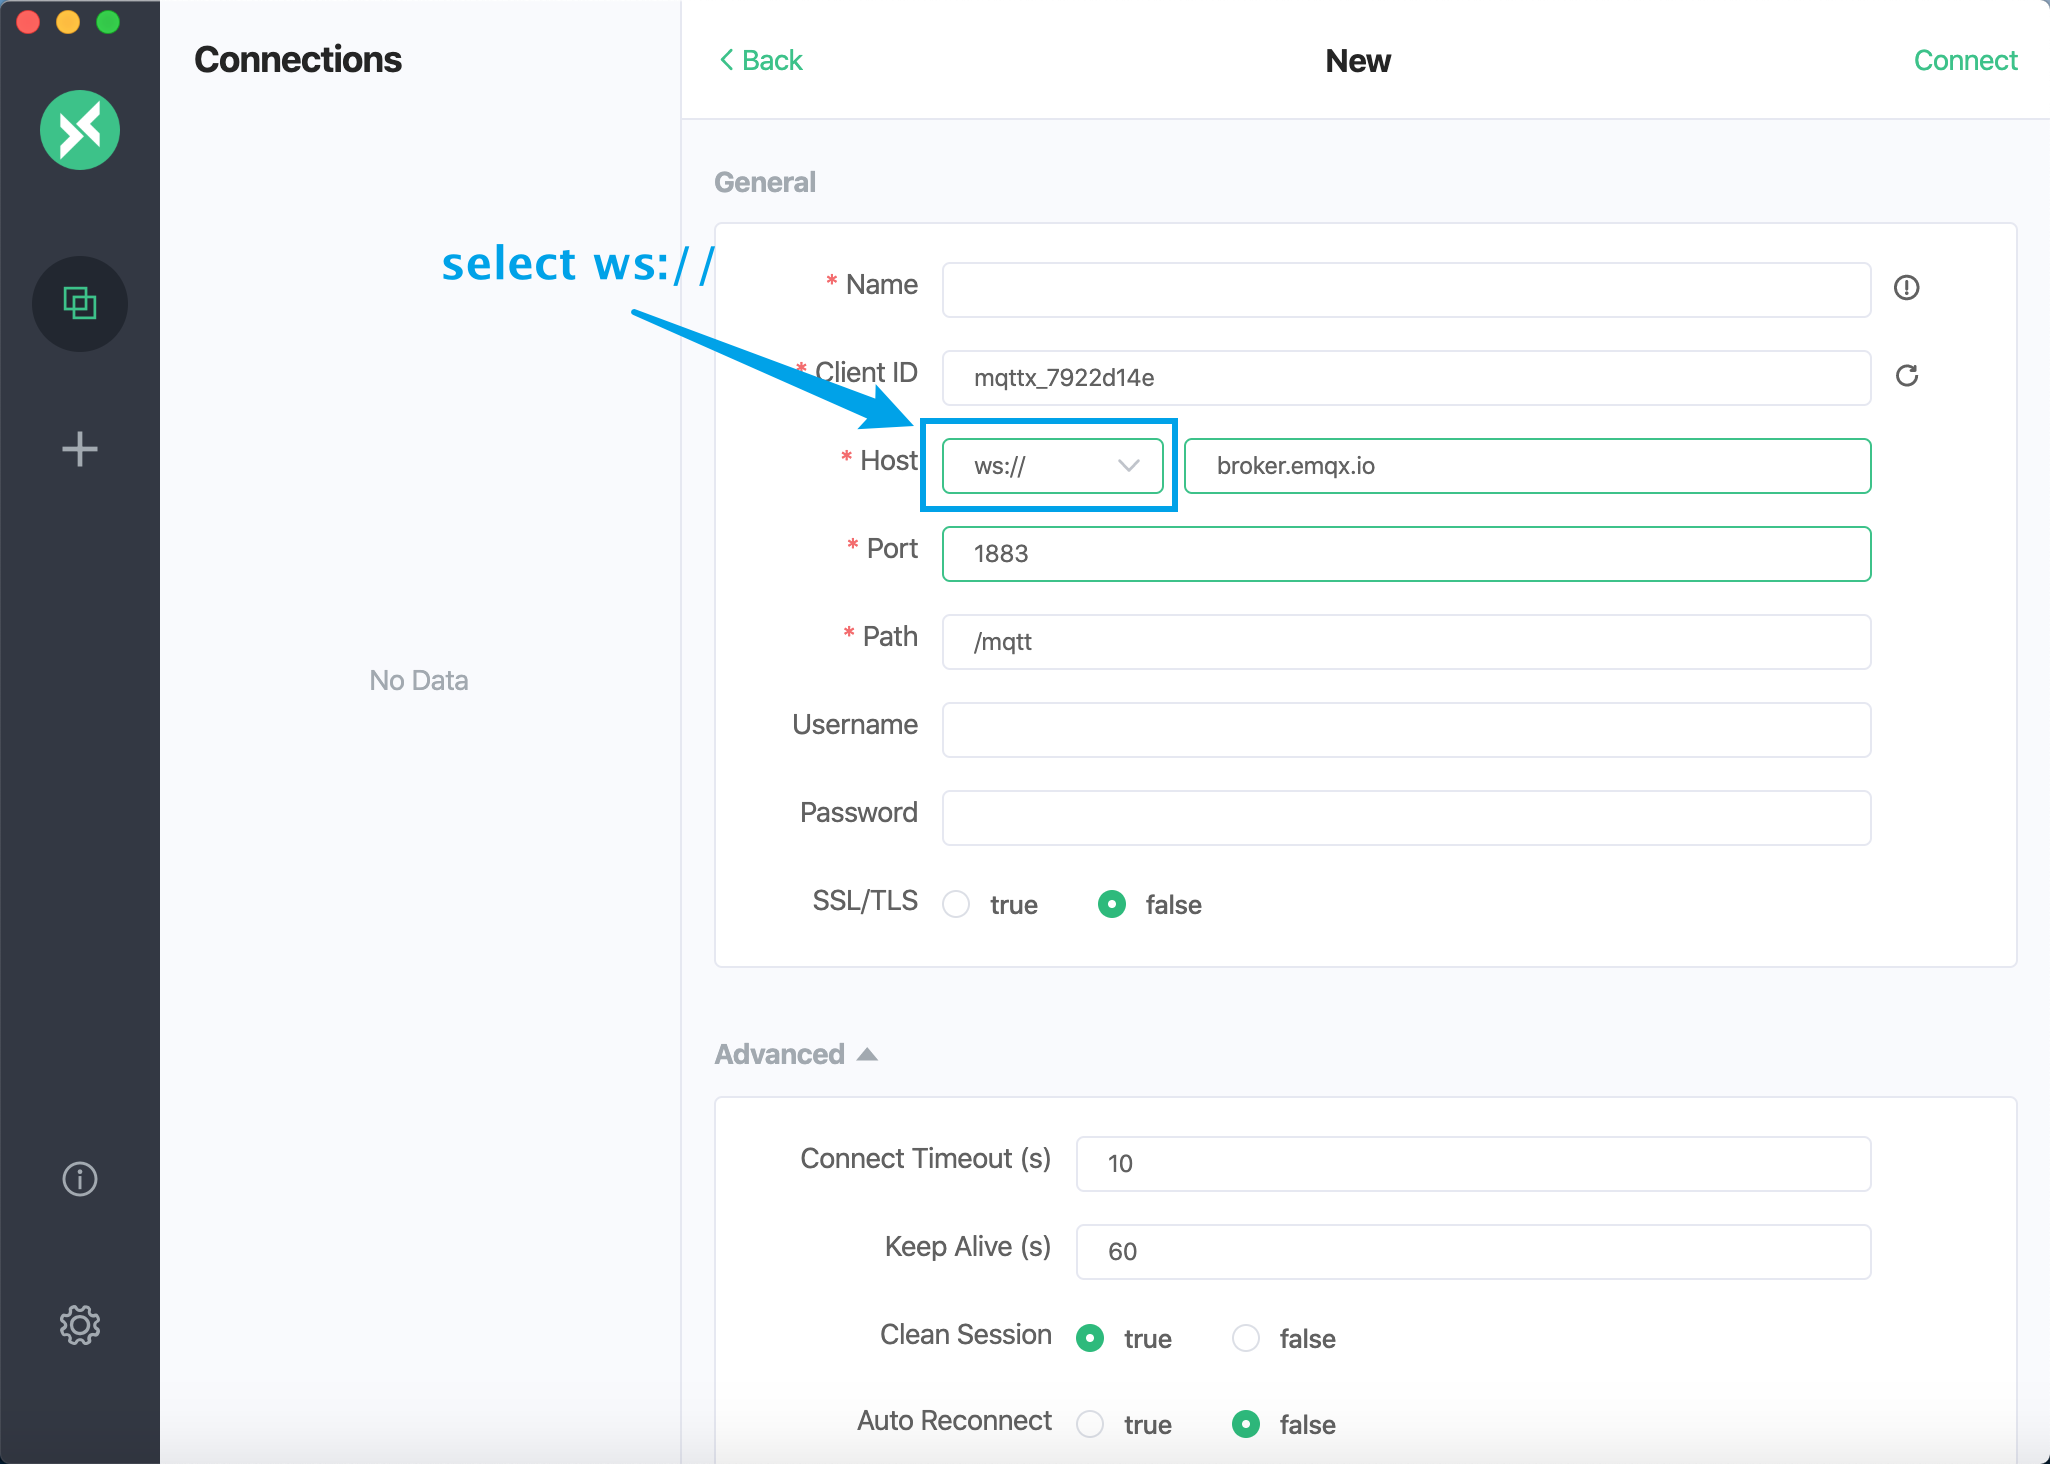 Connections
Back
New
Connect
General
select ws://
* Name
* Client ID
mqttx_7922d14e
* Host
ws://
broker.emqx.io
* Port
1883
* Path
/mqtt
No Data
Username
Password
SSL/TLS
true
false
Advanced
Connect Timeout (s)
10
Keep Alive (s)
60
Clean Session
true
false
Auto Reconnect
true
false